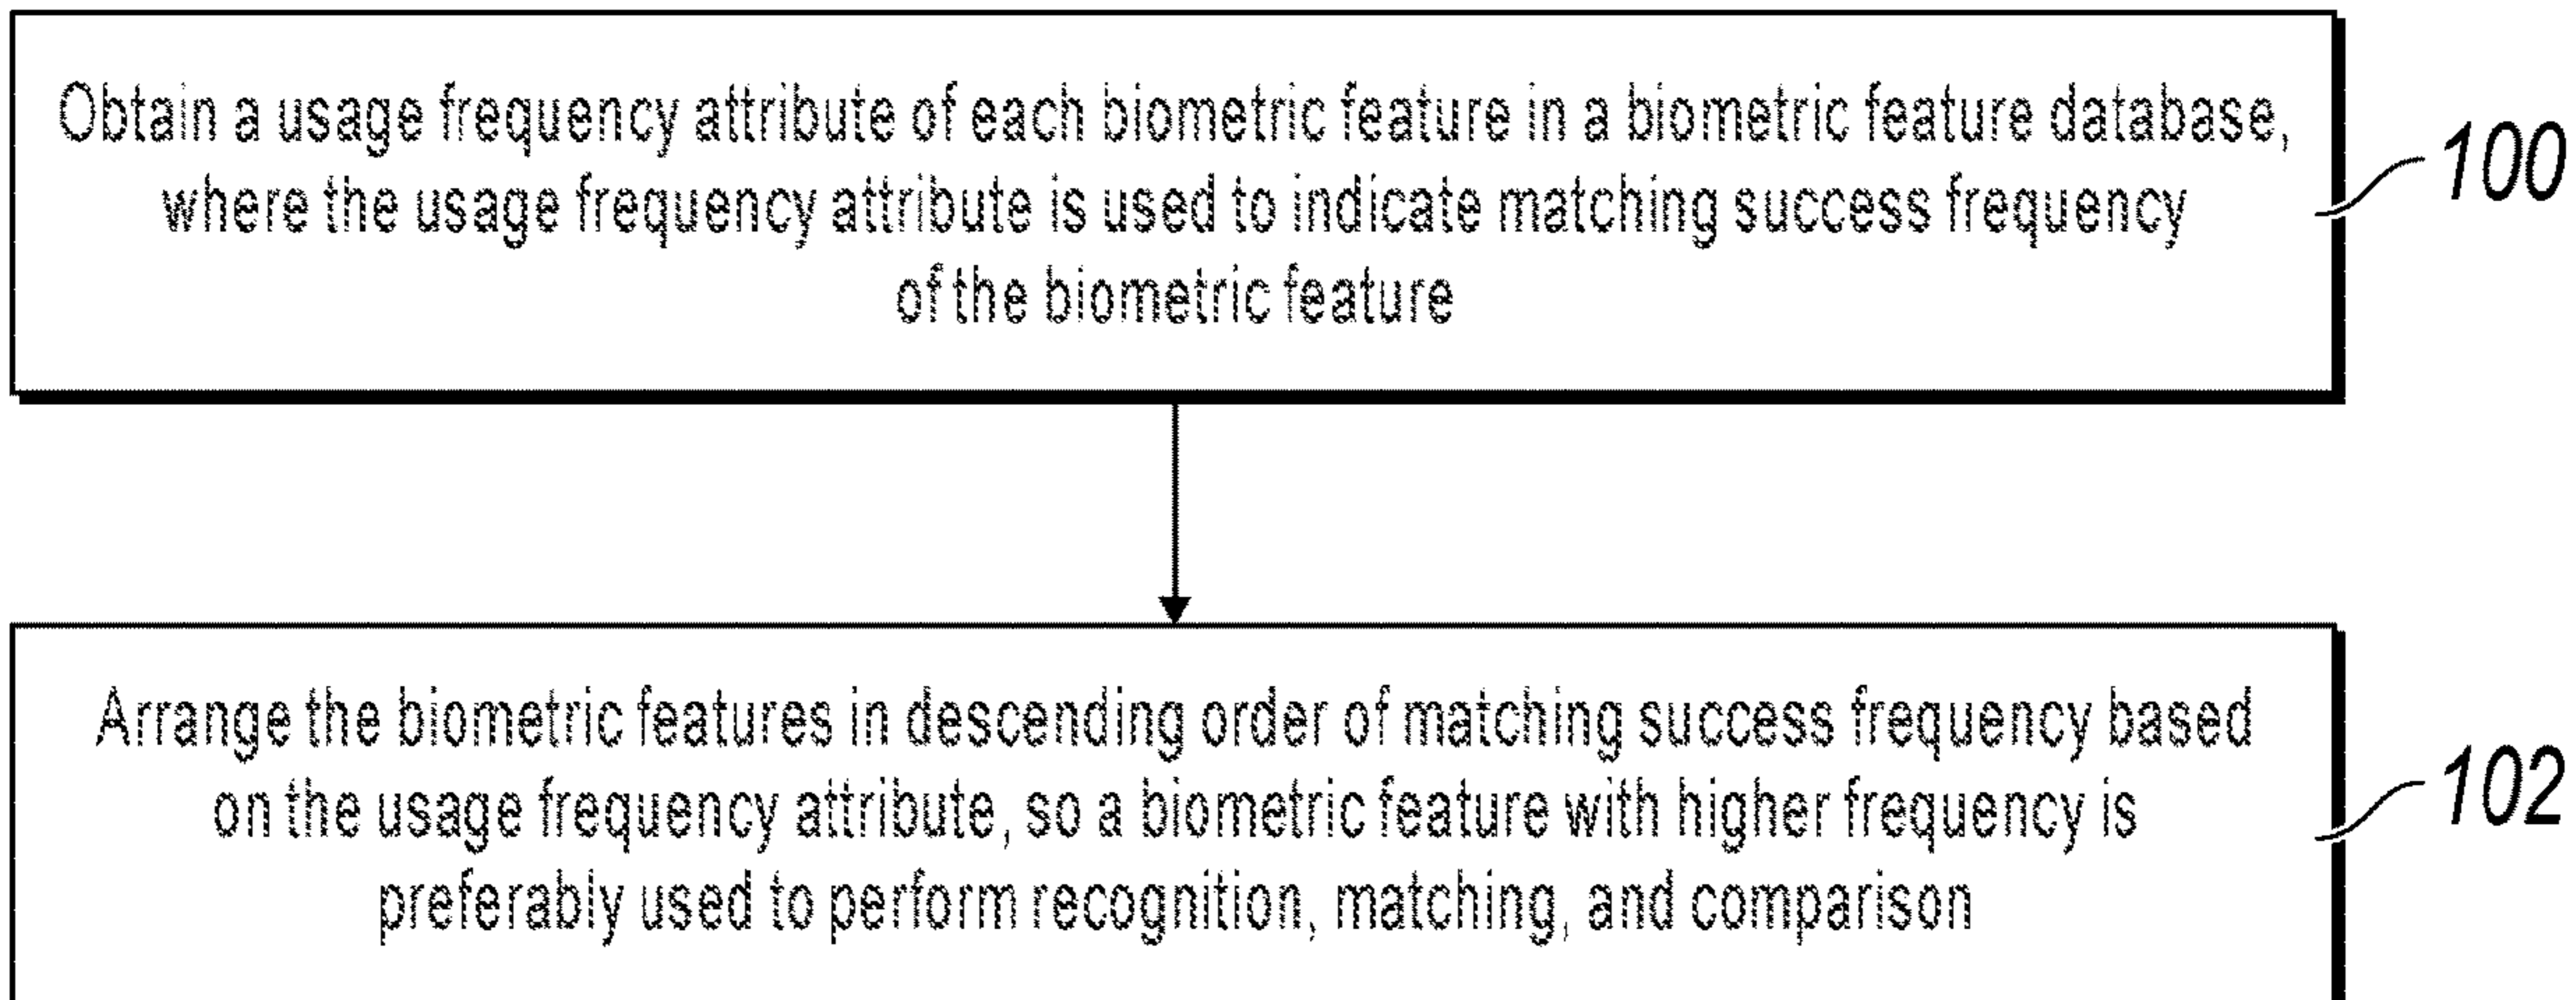 Obtain a usage frequency attribute of each biometric feature in a biometric feature database,
where the usage frequency attribute is used to indicate matching success frequency
of the biometric feature
100
Arrange the biometric features in descending order of matching success frequency based
on the usage frequency attribute, so a biometric feature with higher frequency is
preferably used to perform recognition, matching, and comparison
102